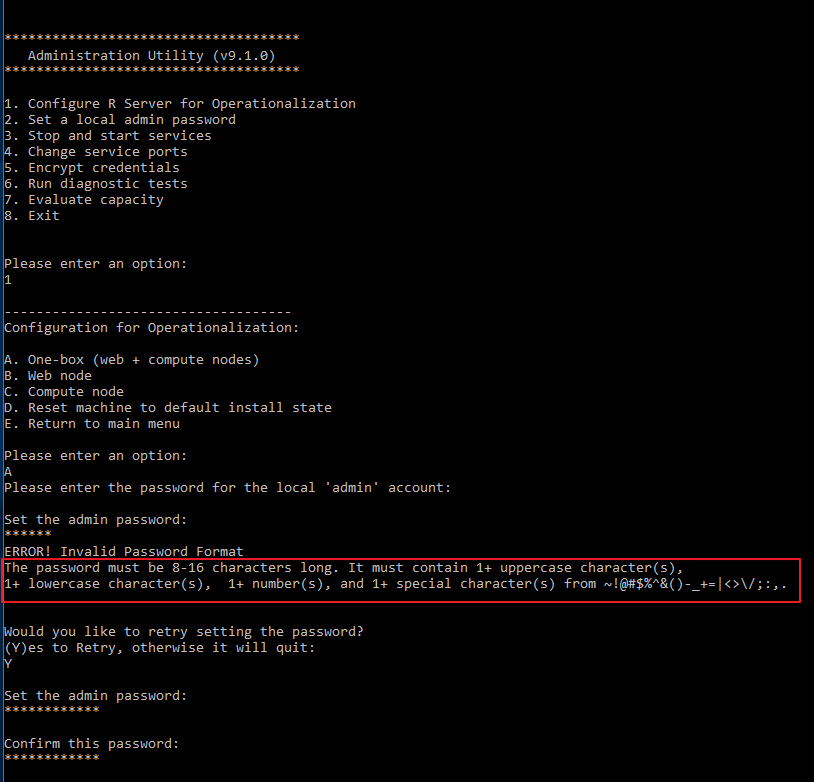 *************************************
Administration Utility (v9.1.0)
*************************************
1. Configure R Server for Operationalization
2. Set a local admin password
3. Stop and start services
4. Change service ports
5. Encrypt credentials
6. Run diagnostic tests
7. Evaluate capacity
8. Exit
Please enter an option:
1
------------------------------------
Configuration for Operationalization:
A. One-box (web + compute nodes)
B. Web node
C. Compute node
D. Reset machine to default install state
E. Return to main menu
Please enter an option:
A
Please enter the password for the local 'admin' account:
Set the admin password:
******
ERROR! Invalid Password Format
The password must be 8-16 characters long. It must contain 1+ uppercase character(s),
1+ lowercase character(s),  1+ number(s), and 1+ special character(s) from ~!@#$%^&()-_+=|<>\/;:,.
Would you like to retry setting the password?
(Y)es to Retry, otherwise it will quit:
Y
Set the admin password:
************
Confirm this password:
************